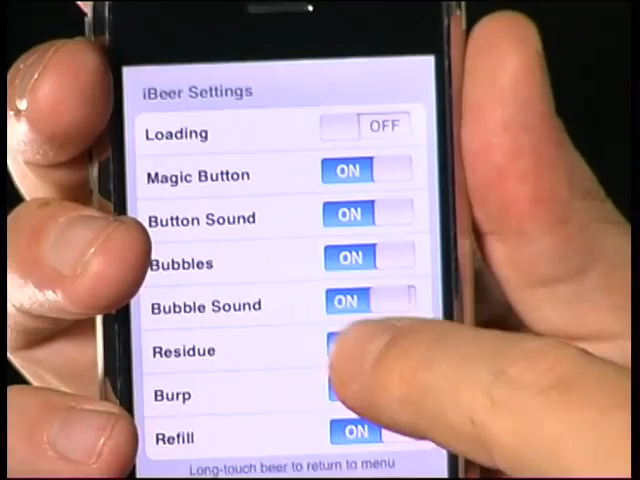 iBeer Settings
Loading OFF
Magic Button ON
Button Sound ON
Bubbles ON
Bubble Sound ON
Residue
Burp
Refill ON
Long-touch beer to return to menu